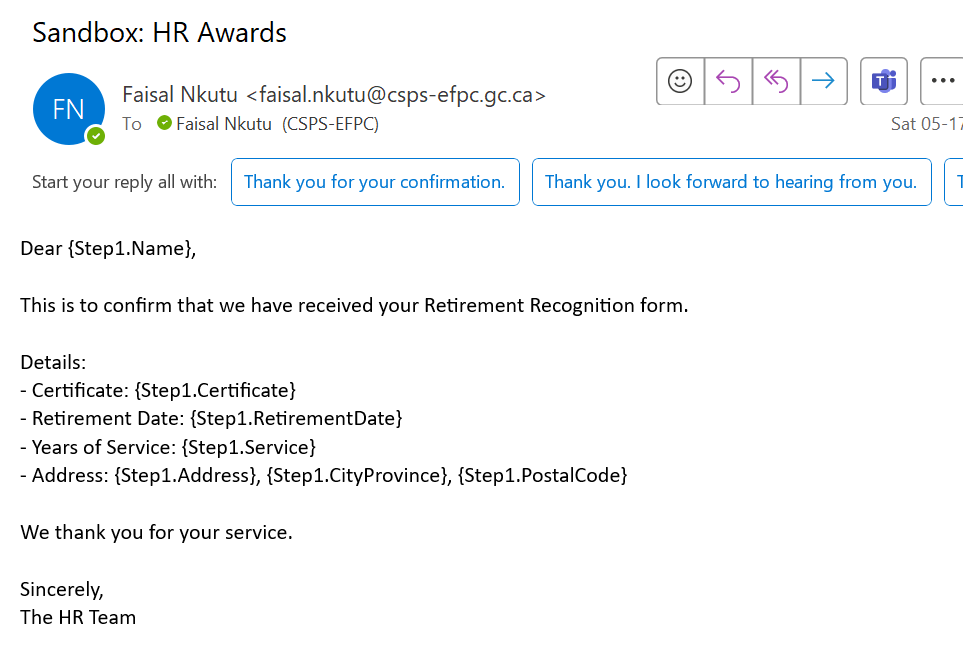 Sandbox: HR Awards
FN
Faisal Nkutu <faisal.nkutu@csps-efpc.gc.ca>
To Faisal Nkutu (CSPS-EFPC)
Sat 05-17
Start your reply all with: Thank you for your confirmation. Thank you. I look forward to hearing from you. T
Dear {Step1.Name},
This is to confirm that we have received your Retirement Recognition form.
Details:
- Certificate: {Step1.Certificate}
- Retirement Date: {Step1.RetirementDate}
- Years of Service: {Step1.Service}
- Address: {Step1.Address}, {Step1.CityProvince}, {Step1.PostalCode}
We thank you for your service.
Sincerely,
The HR Team